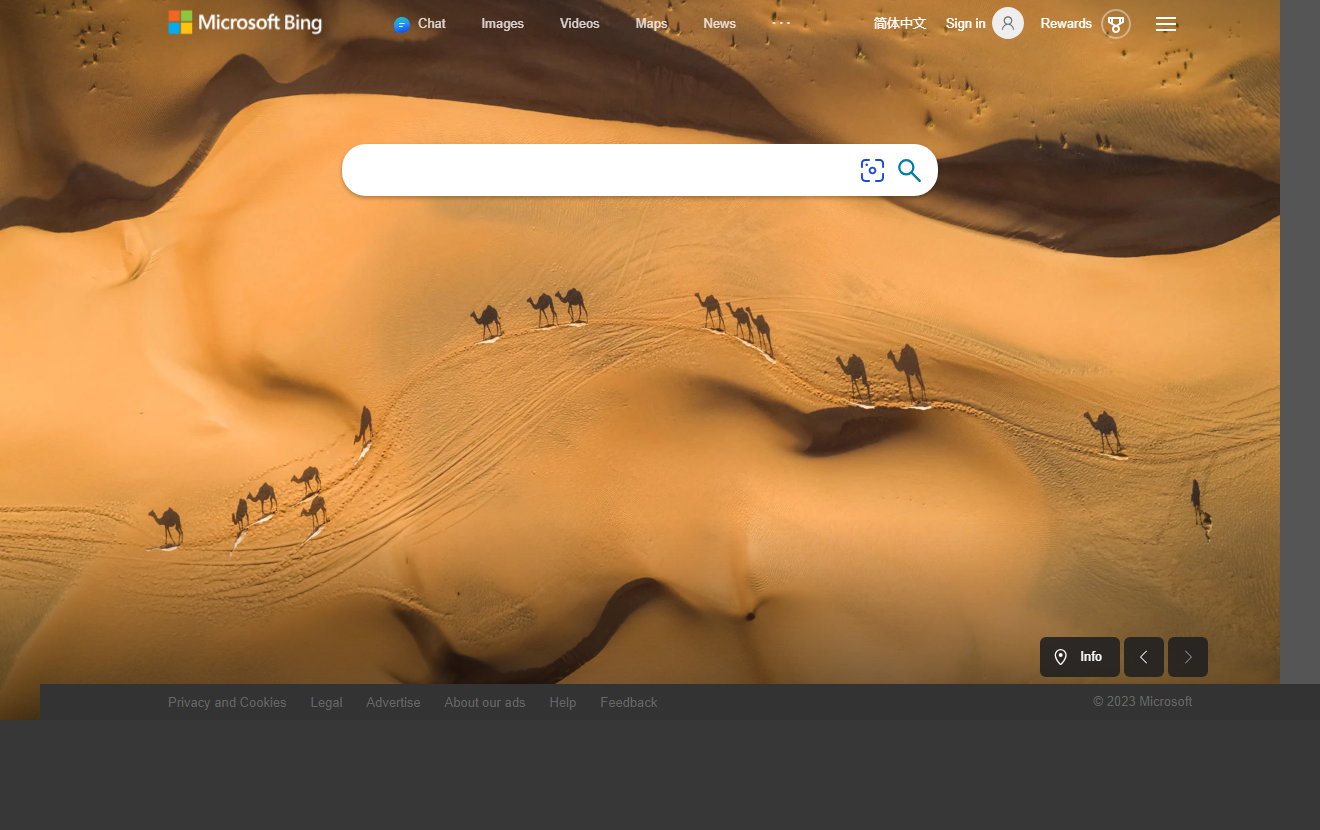 Microsoft Bing
Chat Images Videos Maps News ... 简体中文 Sign in Rewards
Info
Privacy and Cookies Legal Advertise About our ads Help Feedback © 2023 Microsoft